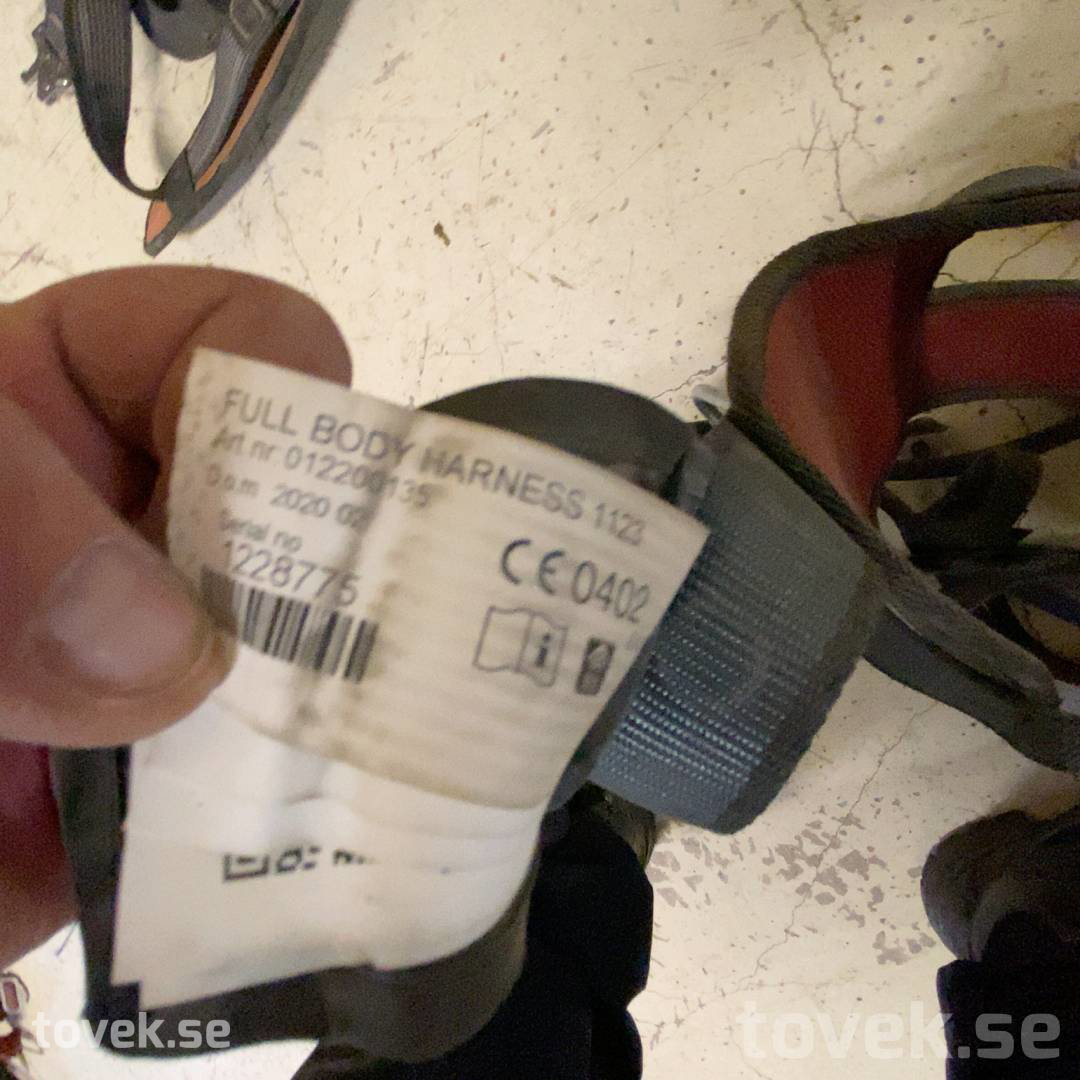 FULL BODY HARNESS 1123
Art nr 012200135
D.o.m 2020 02
Serial no
1228775
CE 0402
tovek.se
tovek.se